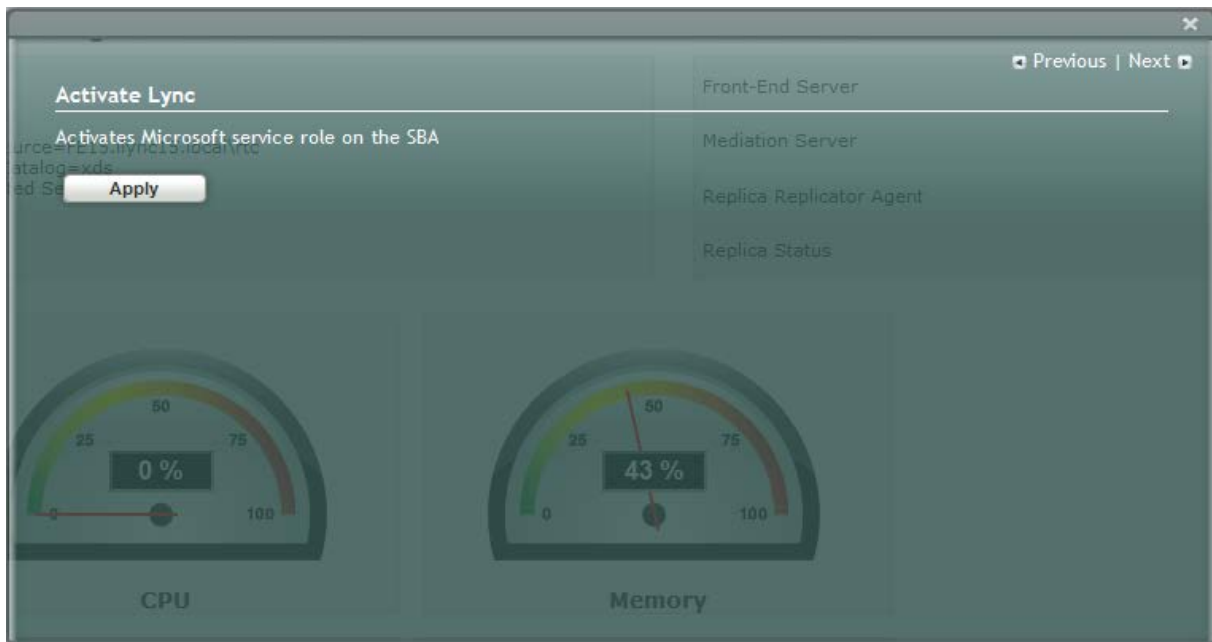 Previous | Next
Activate Lync
Front-End Server
Activates Microsoft service role on the SBA
Mediation Server
atalog=xds
ed Se
Apply
Replica Replicator Agent
Replica Status
0
25
50
75
100
0 %
CPU
0
25
50
75
100
43 %
Memory